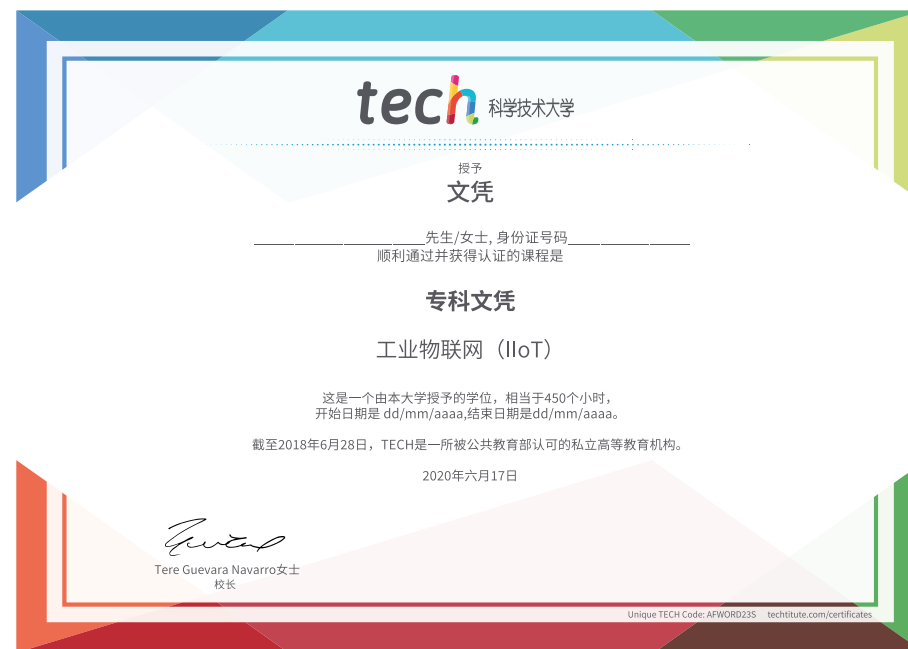 tech 科学技术大学
授予
文凭
先生/女士, 身份证号码
顺利通过并获得认证的课程是
专科文凭
工业物联网（IIoT）
这是一个由本大学授予的学位，相当于450个小时，
开始日期是 dd/mm/aaaa,结束日期是dd/mm/aaaa。
截至2018年6月28日，TECH是一所被公共教育部认可的私立高等教育机构。
2020年六月17日
Tere Guevara Navarro女士
校长
Unique TECH Code: AFWORD23S techtitute.com/certificates